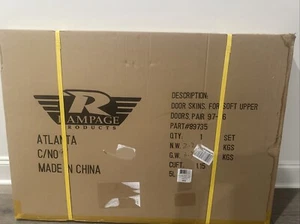 R
RAMPAGE
PRODUCTS
ATLANTA
C/NO
MADE IN CHINA
DESCRIPTION:
DOOR SKINS, FOR SOFT UPPER
DOORS, PAIR 97-
PART#89735
QTY. 1 SET
N.W. KGS
G.W. KGS
CUFT